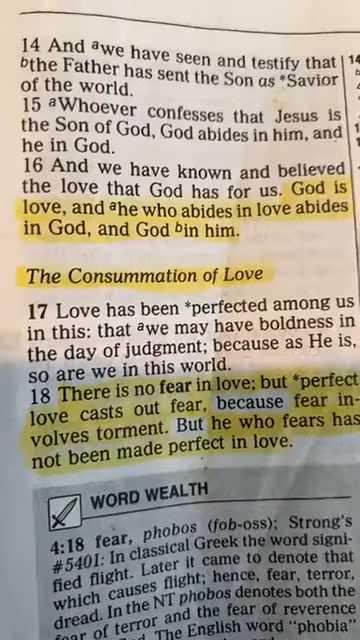 14 And ᵃwe have seen and testify that
ᵇthe Father has sent the Son as *Savior
of the world.
15 ᵃWhoever confesses that Jesus is
the Son of God, God abides in him, and
he in God.
16 And we have known and believed
the love that God has for us. God is
love, and ᵃhe who abides in love abides
in God, and God ᵇin him.
The Consummation of Love
17 Love has been *perfected among us
in this: that ᵃwe may have boldness in
the day of judgment; because as He is,
so are we in this world.
18 There is no fear in love; but *perfect
love casts out fear, because fear in-
volves torment. But he who fears has
not been made perfect in love.
WORD WEALTH
4:18 fear, phobos (fob-oss); Strong's
#5401: In classical Greek the word signi-
fied flight. Later it came to denote that
which causes flight; hence, fear, terror,
dread. In the NT phobos denotes both the
fear of terror and the fear of reverence
The English word "phobia"